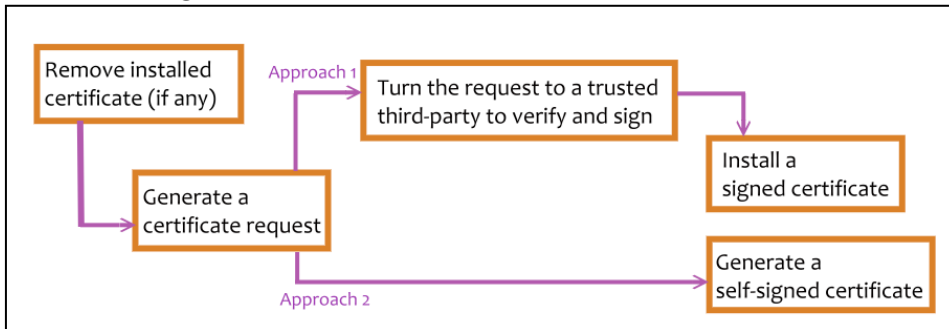 Remove installed
certificate (if any)
Approach 1
Turn the request to a trusted
third-party to verify and sign
Install a
signed certificate
Generate a
certificate request
Approach 2
Generate a
self-signed certificate